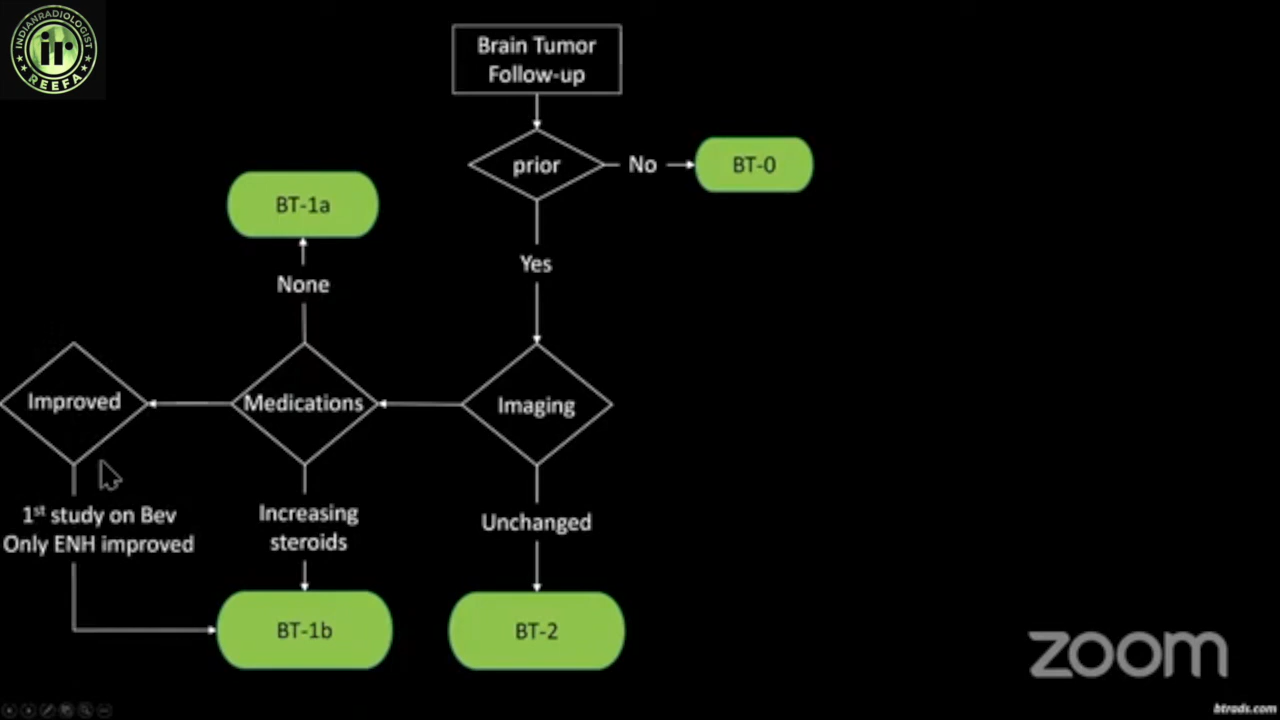 INDIANRADIOLOGIST
ir
REEFA
Brain Tumor
Follow-up
prior
No
BT-0
BT-1a
Yes
None
Improved
Medications
Imaging
1st study on Bev
Only ENH improved
Increasing
steroids
Unchanged
BT-1b
BT-2
zoom
btrads.com